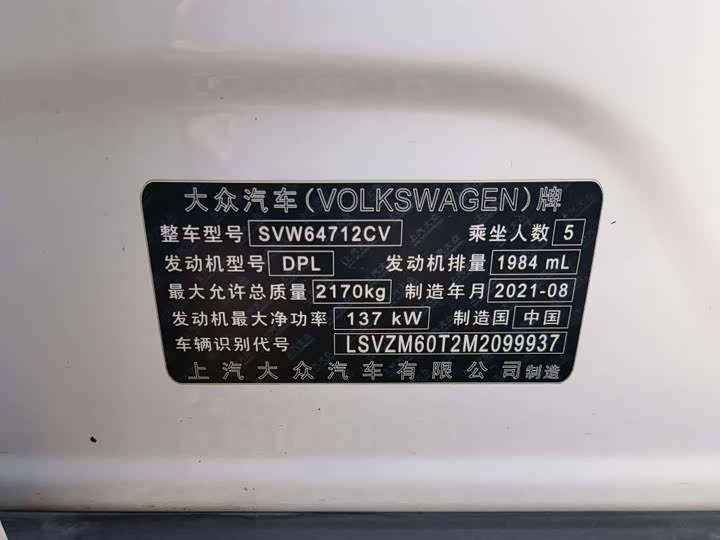 大众汽车(VOLKSWAGEN)牌
整车型号 SVW64712CV 乘坐人数 5
发动机型号 DPL 发动机排量 1984 mL
最大允许总质量 2170kg 制造年月 2021-08
发动机最大净功率 137 kW 制造国 中国
车辆识别代号 LSVZM60T2M2099937
上汽大众汽车有限公司制造